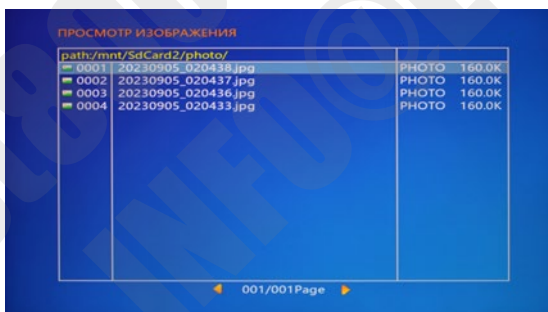 ПРОСМОТР ИЗОБРАЖЕНИЯ
path:/mnt/SdCard2/photo/
0001 20230905_020438.jpg PHOTO 160.0K
0002 20230905_020437.jpg PHOTO 160.0K
0003 20230905_020436.jpg PHOTO 160.0K
0004 20230905_020433.jpg PHOTO 160.0K
001/001Page